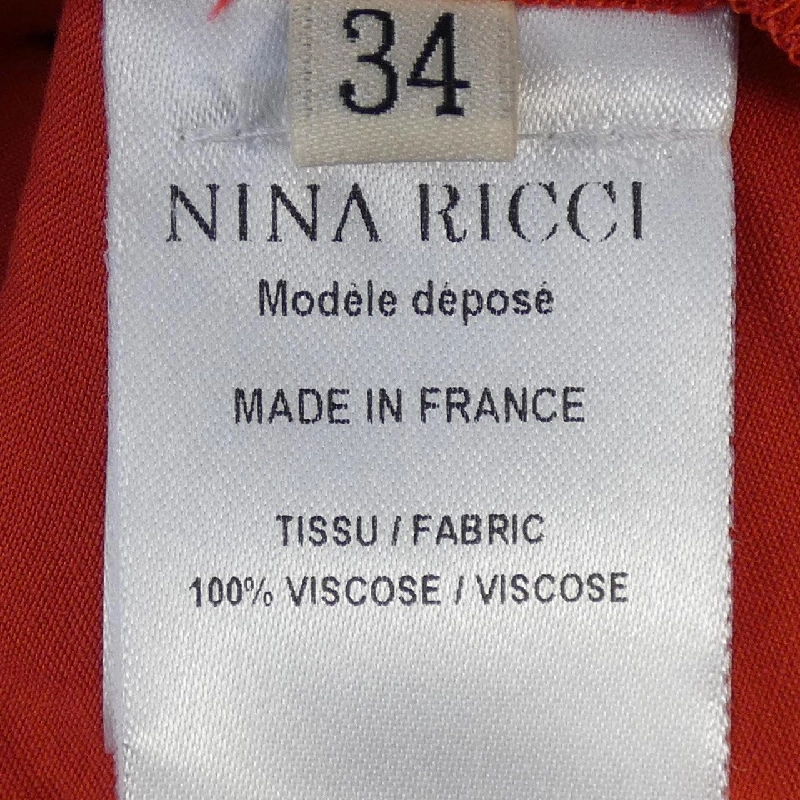 34
NINA RICCI
Modèle déposé
MADE IN FRANCE
TISSU / FABRIC
100% VISCOSE / VISCOSE